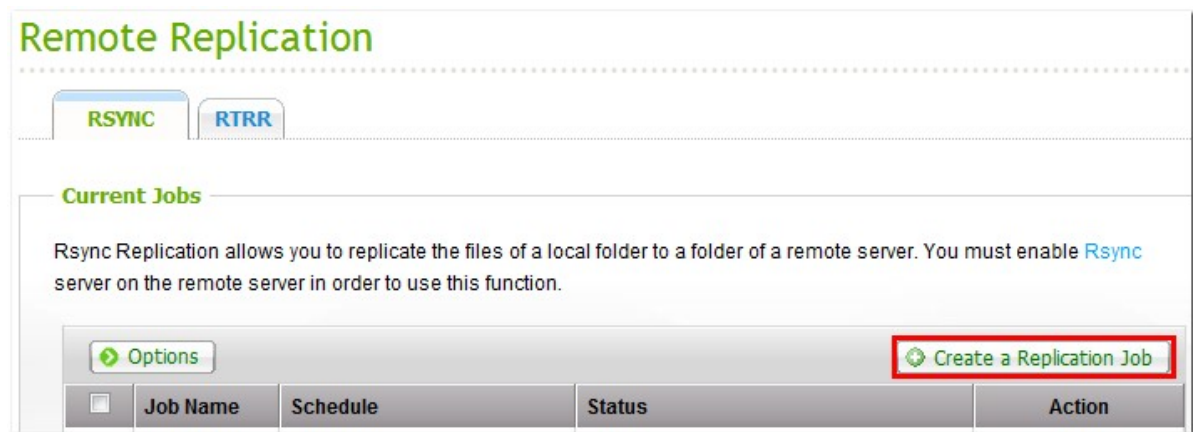 Remote Replication
RSYNC RTRR
Current Jobs
Rsync Replication allows you to replicate the files of a local folder to a folder of a remote server. You must enable Rsync
server on the remote server in order to use this function.
Options Create a Replication Job
Job Name Schedule Status Action